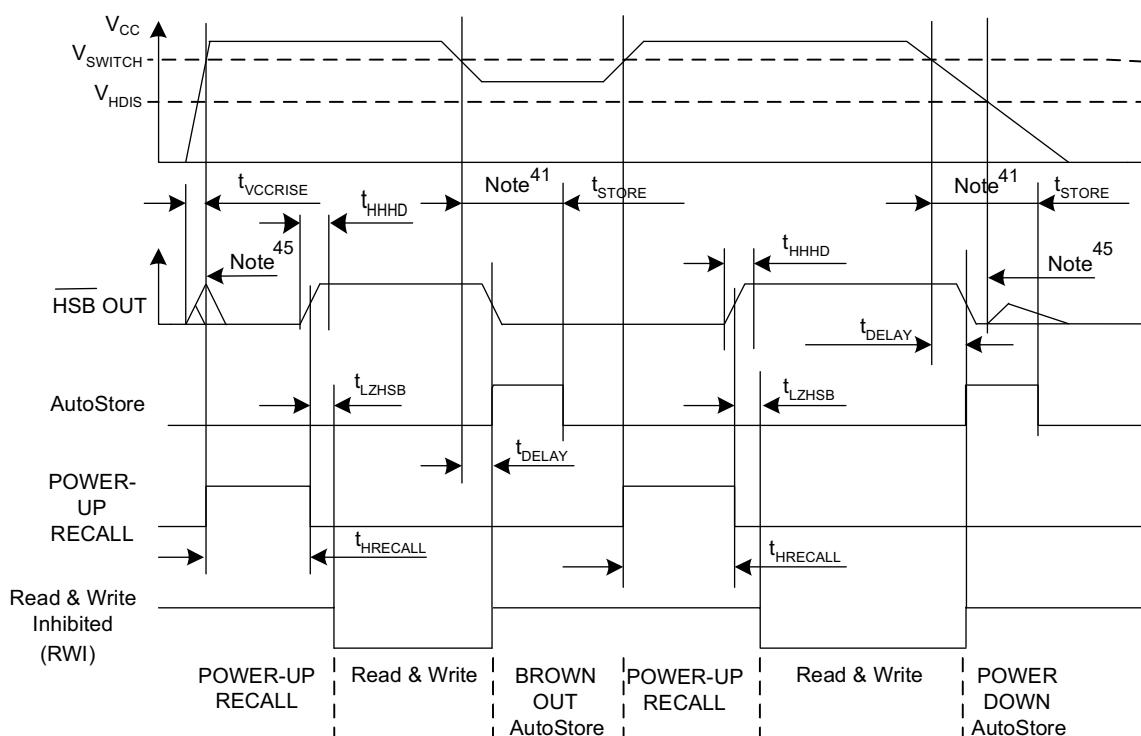 VCC
VSWITCH
VHDIS
tVCCRISE
tHHHD
Note41
tSTORE
Note41
tSTORE
Note45
tHHHD
Note45
HSB OUT
tDELAY
tLZHSB
tLZHSB
AutoStore
tDELAY
POWER-
UP
RECALL
tHRECALL
tHRECALL
Read & Write
Inhibited
(RWI)
POWER-UP
RECALL
Read & Write
BROWN
OUT
AutoStore
POWER-UP
RECALL
Read & Write
POWER
DOWN
AutoStore